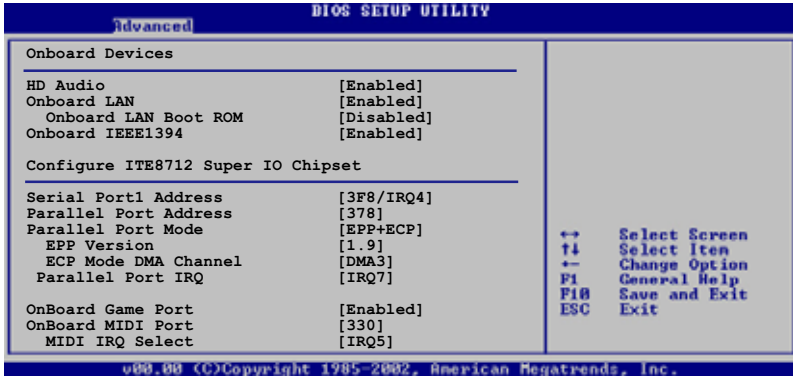 BIOS SETUP UTILITY
Advanced
Onboard Devices
HD Audio [Enabled]
Onboard LAN [Enabled]
Onboard LAN Boot ROM [Disabled]
Onboard IEEE1394 [Enabled]
Configure ITE8712 Super IO Chipset
Serial Port1 Address [3F8/IRQ4]
Parallel Port Address [378]
Parallel Port Mode [EPP+ECP]
EPP Version [1.9]
ECP Mode DMA Channel [DMA3]
Parallel Port IRQ [IRQ7]
OnBoard Game Port [Enabled]
OnBoard MIDI Port [330]
MIDI IRQ Select [IRQ5]
↔ Select Screen
↑↓ Select Item
←- Change Option
F1 General Help
F10 Save and Exit
ESC Exit
v00.00 (C)Copyright 1985-2002, American Megatrends, Inc.